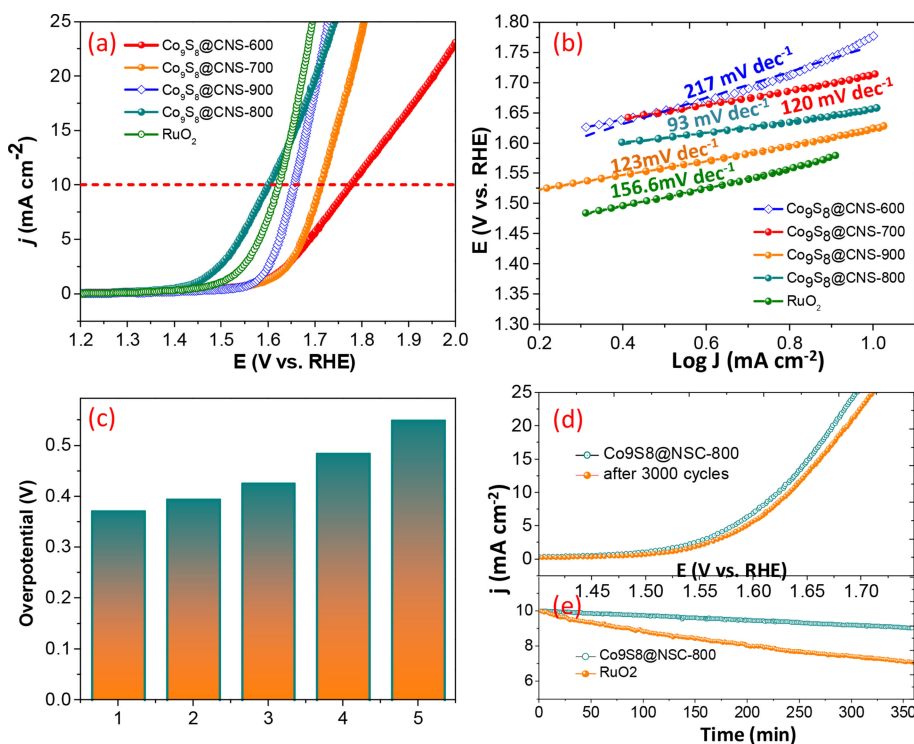 (a)
Co₉S₈@CNS-600
Co₉S₈@CNS-700
Co₉S₈@CNS-900
Co₉S₈@CNS-800
RuO₂
25
20
15
10
5
0
j (mA cm⁻²)
1.2 1.3 1.4 1.5 1.6 1.7 1.8 1.9 2.0
E (V vs. RHE)
(b)
217 mV dec⁻¹
120 mV dec⁻¹
93 mV dec⁻¹
123mV dec⁻¹
156.6mV dec⁻¹
Co₉S₈@CNS-600
Co₉S₈@CNS-700
Co₉S₈@CNS-900
Co₉S₈@CNS-800
RuO₂
1.80
1.75
1.70
1.65
1.60
1.55
1.50
1.45
1.40
1.35
1.30
E (V vs. RHE)
0.2 0.4 0.6 0.8 1.0
Log J (mA cm⁻²)
(c)
0.5
0.4
0.3
0.2
0.1
0.0
Overpotential (V)
1 2 3 4 5
(d)
Co9S8@NSC-800
after 3000 cycles
25
20
15
10
5
0
j (mA cm⁻²)
E (V vs. RHE)
1.45 1.50 1.55 1.60 1.65 1.70
(e)
Co9S8@NSC-800
RuO2
10
8
6
0 50 100 150 200 250 300 350
Time (min)